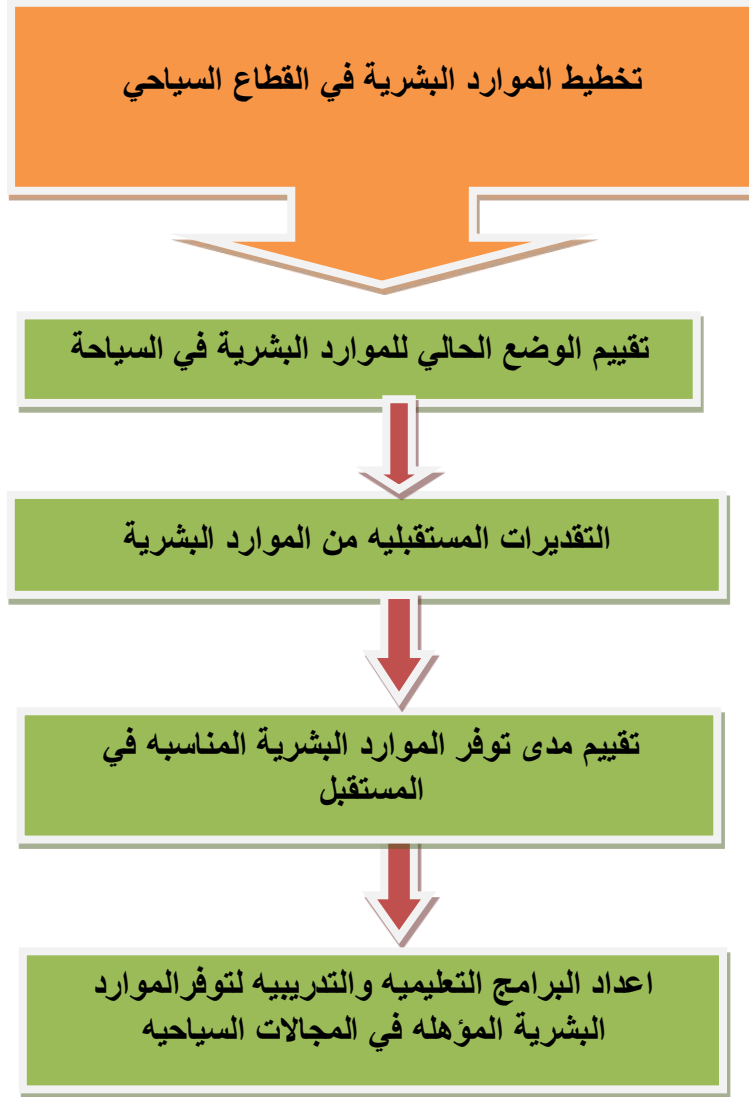 تخطيط الموارد البشرية في القطاع السياحي
تقييم الوضع الحالي للموارد البشرية في السياحة
التقديرات المستقبليه من الموارد البشرية
تقييم مدى توفر الموارد البشرية المناسبه في
المستقبل
اعداد البرامج التعليميه والتدريبيه لتوفرالموارد
البشرية المؤهله في المجالات السياحيه